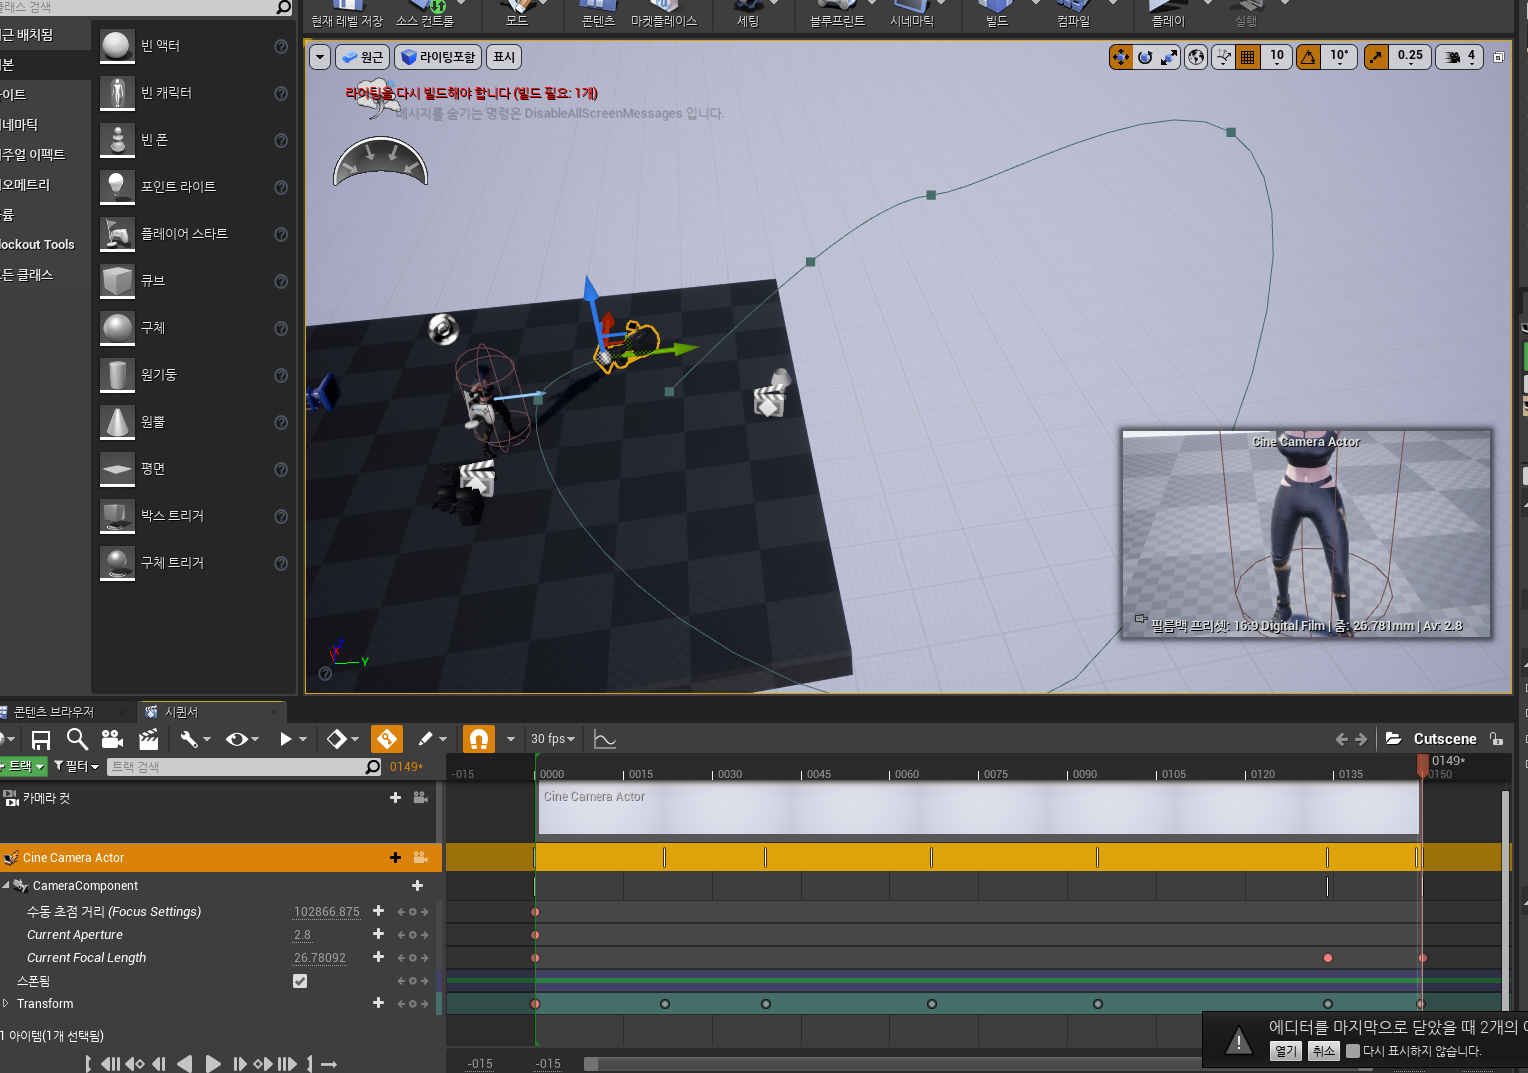 클래스 검색
현재 레벨 저장
소스 컨트롤
모드
콘텐츠
마켓플레이스
세팅
블루프린트
시네마틱
빌드
컴파일
플레이
실행
근 배치됨
본
이트
네마틱
주얼 이펙트
오메트리
륨
lockout Tools
든 클래스
빈 액터
빈 캐릭터
빈 폰
포인트 라이트
플레이어 스타트
큐브
구체
원기둥
원뿔
평면
박스 트리거
구체 트리거
원근
라이팅포함
표시
10
10°
0.25
4
라이팅을 다시 빌드해야 합니다 (빌드 필요: 1개)
메시지를 숨기는 명령은 DisableAllScreenMessages 입니다.
Z
X
Y
Cine Camera Actor
필름백 프리셋: 16:9 Digital Film | 줌: 26.781mm | Av: 2.8
콘텐츠 브라우저
시퀀서
30 fps
Cutscene
트랙
필터
트랙 검색
0149*
-015
0000
0015
0030
0045
0060
0075
0090
0105
0120
0135
0149*
0150
카메라 컷
Cine Camera Actor
Cine Camera Actor
CameraComponent
수동 초점 거리 (Focus Settings)
102866.875
Current Aperture
2.8
Current Focal Length
26.78092
스폰됨
Transform
1 아이템(1개 선택됨)
-015
-015
에디터를 마지막으로 닫았을 때 2개의
열기
취소
다시 표시하지 않습니다.